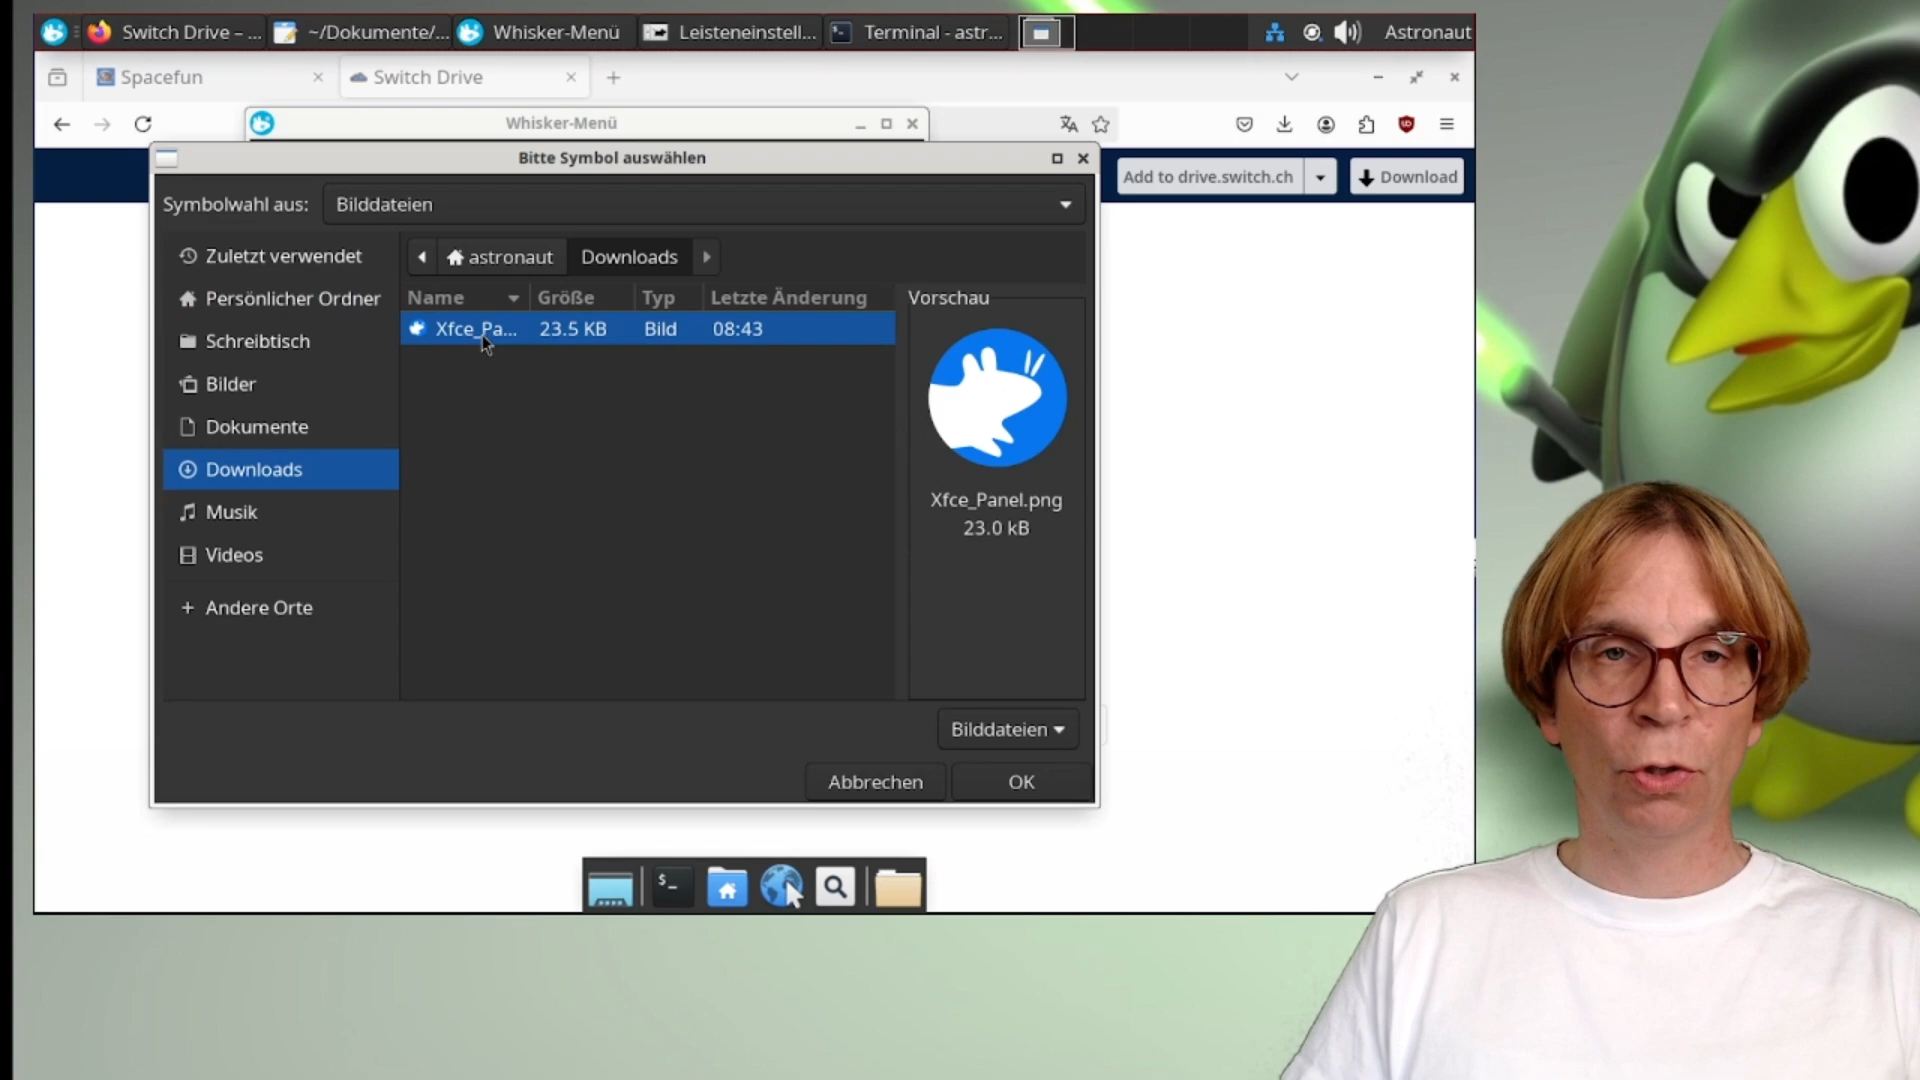 Switch Drive – ...
~/Dokumente/...
Whisker-Menü
Leisteneinstell...
Terminal - astr...
Astronaut
Spacefun
Switch Drive
Whisker-Menü
Bitte Symbol auswählen
Add to drive.switch.ch
Download
Symbolwahl aus:
Bilddateien
Zuletzt verwendet
Persönlicher Ordner
Schreibtisch
Bilder
Dokumente
Downloads
Musik
Videos
Andere Orte
astronaut
Downloads
Name
Größe
Typ
Letzte Änderung
Vorschau
Xfce_Pa...
23.5 KB
Bild
08:43
Xfce_Panel.png
23.0 kB
Bilddateien
Abbrechen
OK
$_